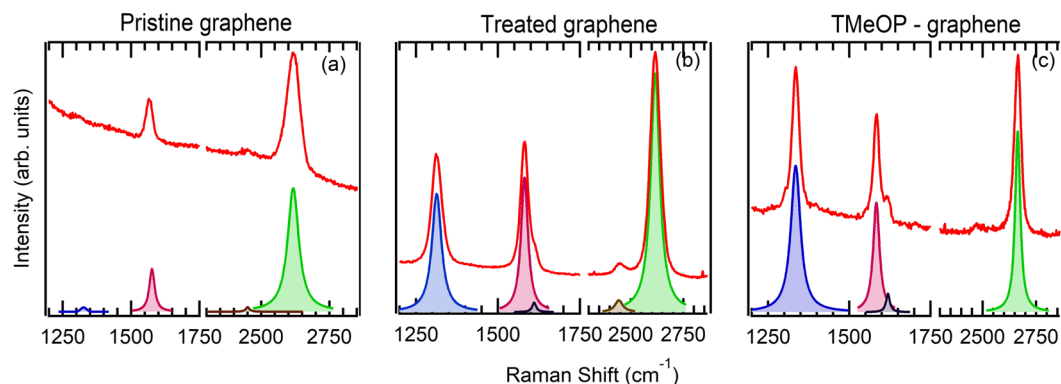 Pristine graphene
Treated graphene
TMeOP - graphene
(a)
(b)
(c)
Intensity (arb. units)
1250 1500 1750 2500 2750
1250 1500 1750 2500 2750
1250 1500 1750 2500 2750
Raman Shift (cm⁻¹)